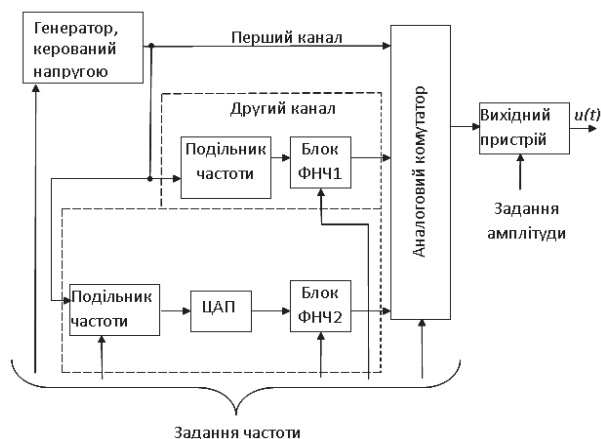 Генератор,
керований
напругою
Перший канал
Другий канал
Подільник
частоти
Блок
ФНЧ1
Аналоговий комутатор
Вихідний
пристрій
u(t)
Задання
амплітуди
Подільник
частоти
ЦАП
Блок
ФНЧ2
Задання частоти